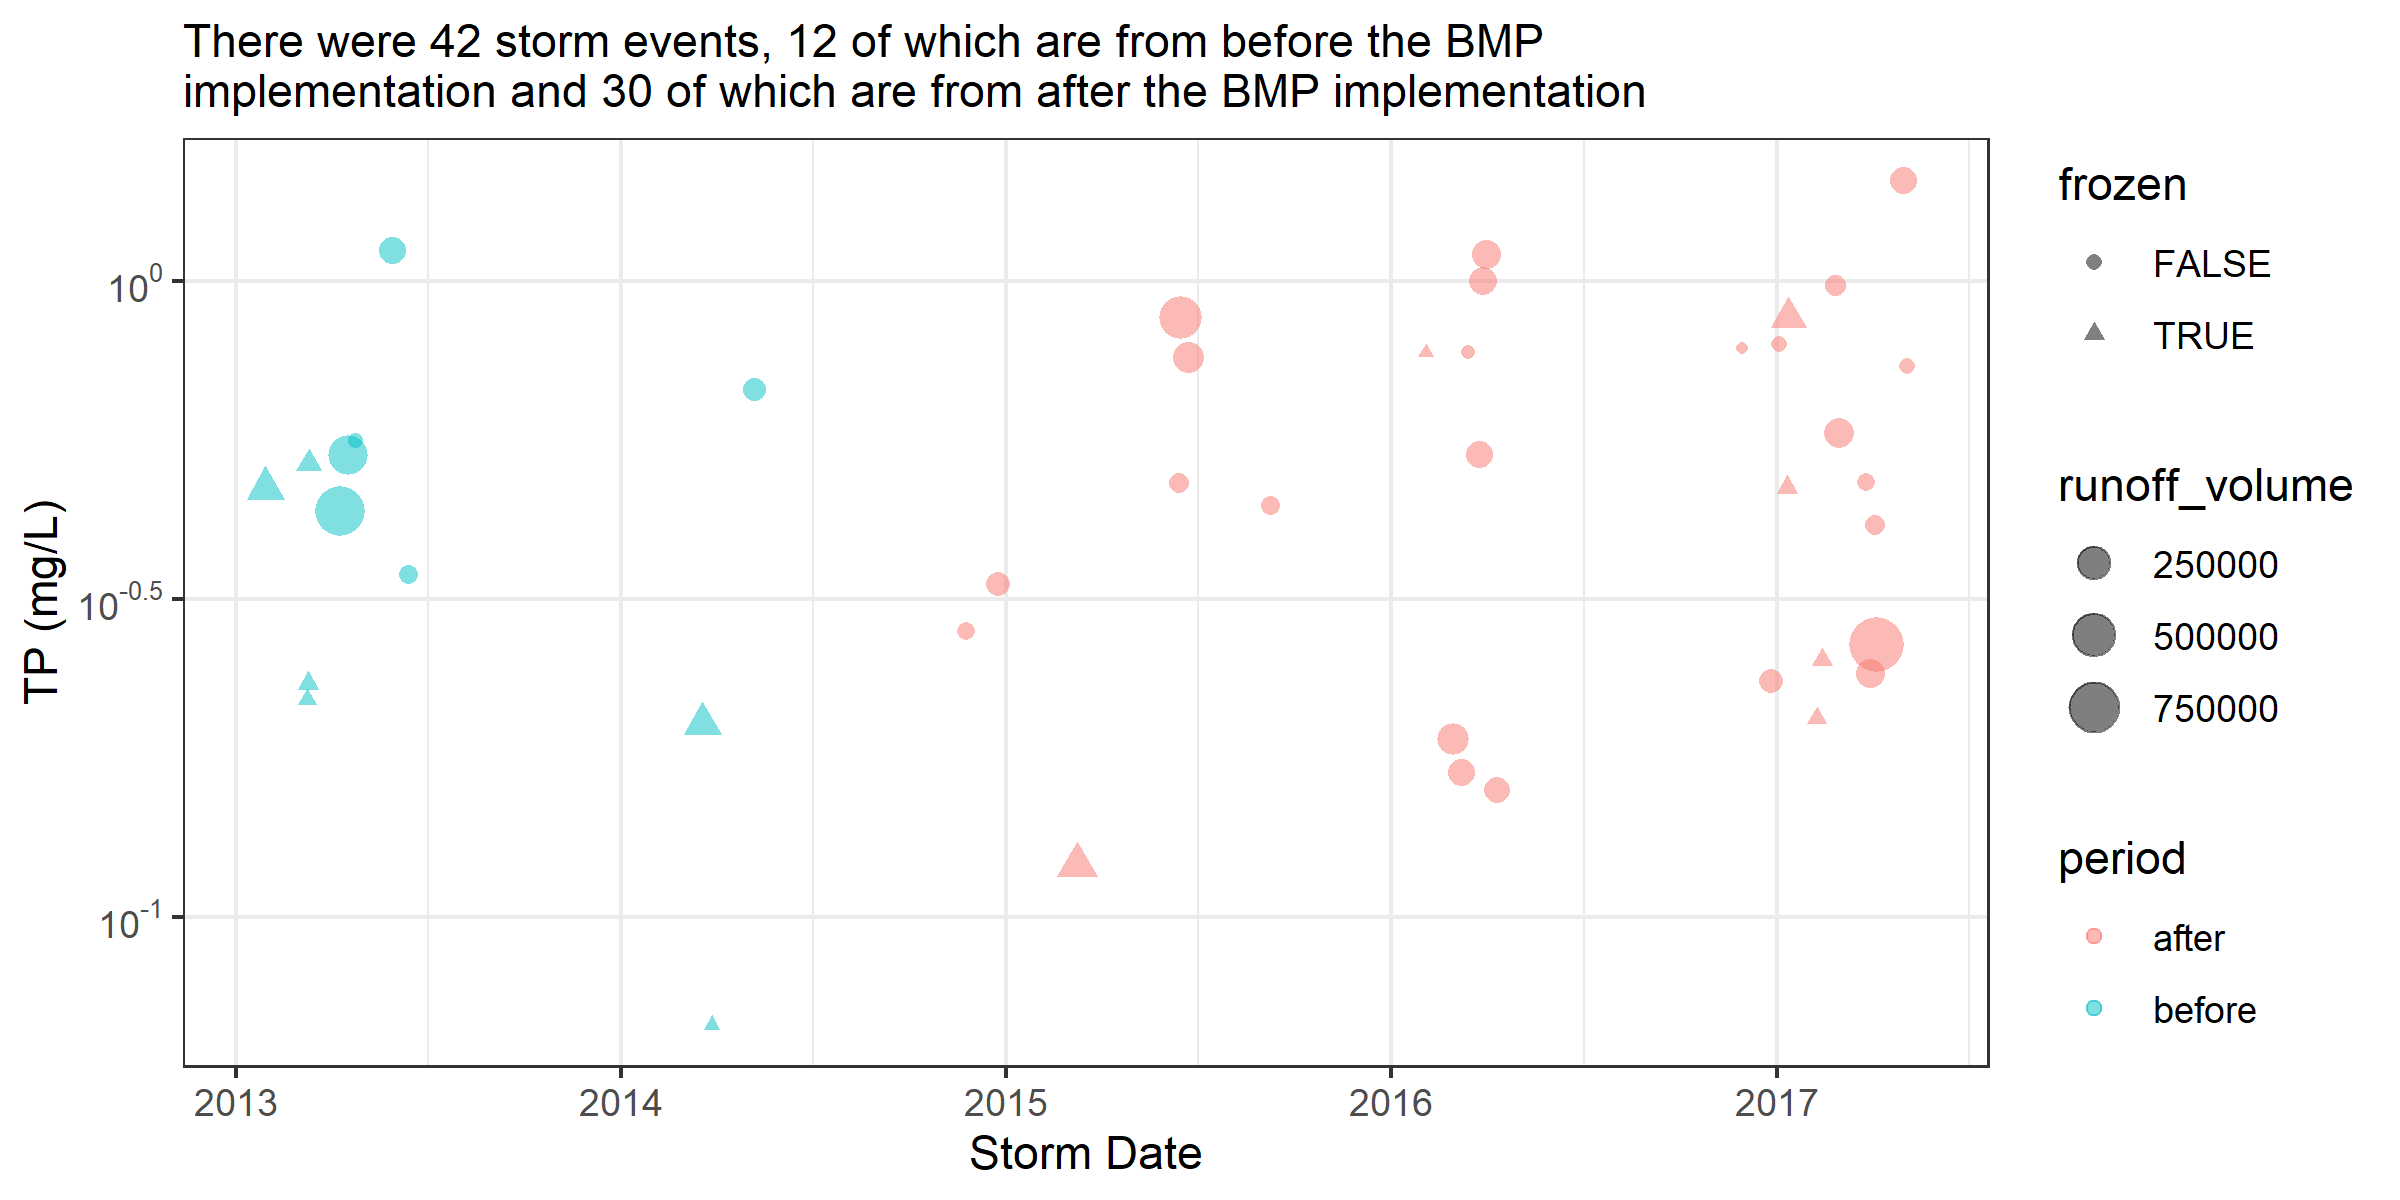 There were 42 storm events, 12 of which are from before the BMP
implementation and 30 of which are from after the BMP implementation
TP (mg/L)
10^0
10^-0.5
10^-1
2013 2014 2015 2016 2017
Storm Date
frozen
FALSE
TRUE
runoff_volume
250000
500000
750000
period
after
before